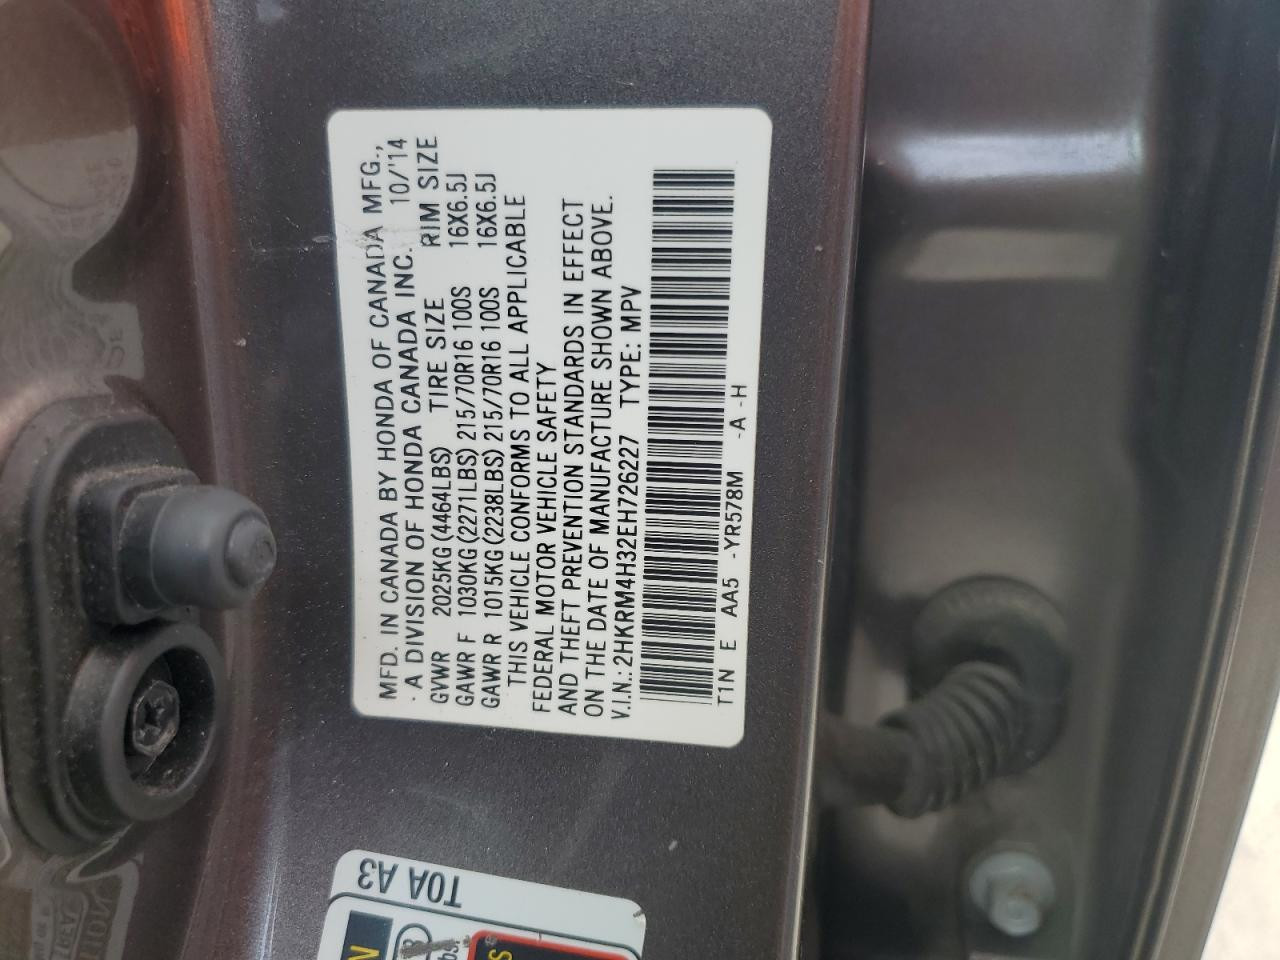 MFD. IN CANADA BY HONDA OF CANADA MFG.,
· A DIVISION OF HONDA CANADA INC. 10/'14
GVWR 2025KG(4464LBS) TIRE SIZE RIM SIZE
GAWR F 1030KG(2271LBS) 215/70R16 100S 16X6.5J
GAWR R 1015KG(2238LBS) 215/70R16 100S 16X6.5J
THIS VEHICLE CONFORMS TO ALL APPLICABLE
FEDERAL MOTOR VEHICLE SAFETY
AND THEFT PREVENTION STANDARDS IN EFFECT
ON THE DATE OF MANUFACTURE SHOWN ABOVE.
V.I.N.:2HKRM4H32EH726227 TYPE: MPV
T1N E AA5 -YR578M -A -H
T0A A3